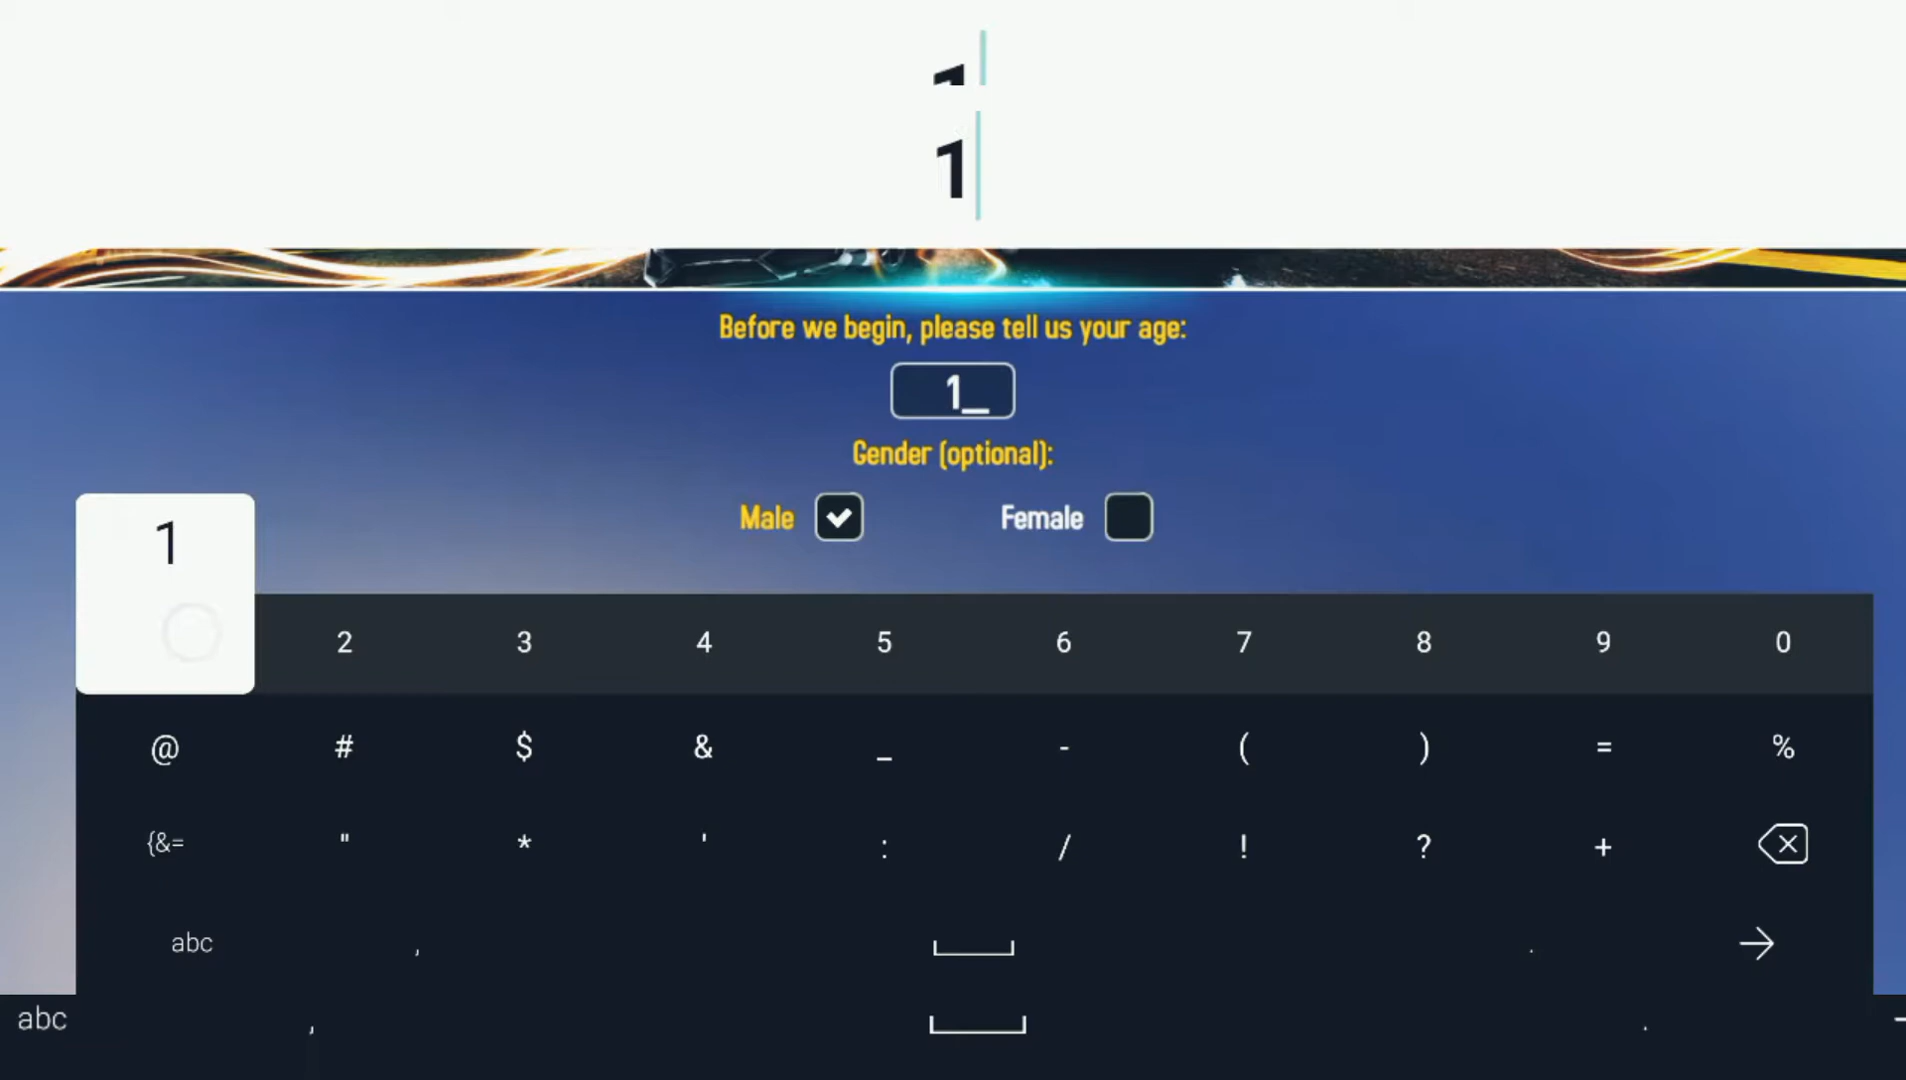 1
1
Before we begin, please tell us your age:
1_
Gender (optional):
Male Female
1
2 3 4 5 6 7 8 9 0
@ # $ & _ - ( ) = %
{&= " * ' : / ! ? +
abc , .
abc , .